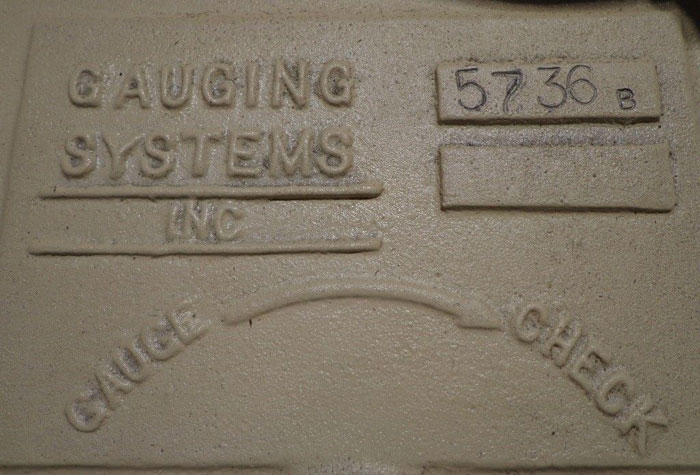 GAUGING
SYSTEMS
INC
5736 B
GAUGE CHECK